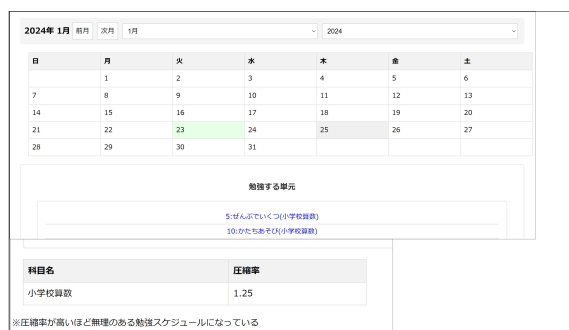 2024年 1月 前月 次月 1月 2024
日 月 火 水 木 金 土
1 2 3 4 5 6
7 8 9 10 11 12 13
14 15 16 17 18 19 20
21 22 23 24 25 26 27
28 29 30 31
勉強する単元
5:ぜんぶでいくつ(小学校算数)
10:かたちあそび(小学校算数)
科目名 圧縮率
小学校算数 1.25
※圧縮率が高いほど無理のある勉強スケジュールになっている